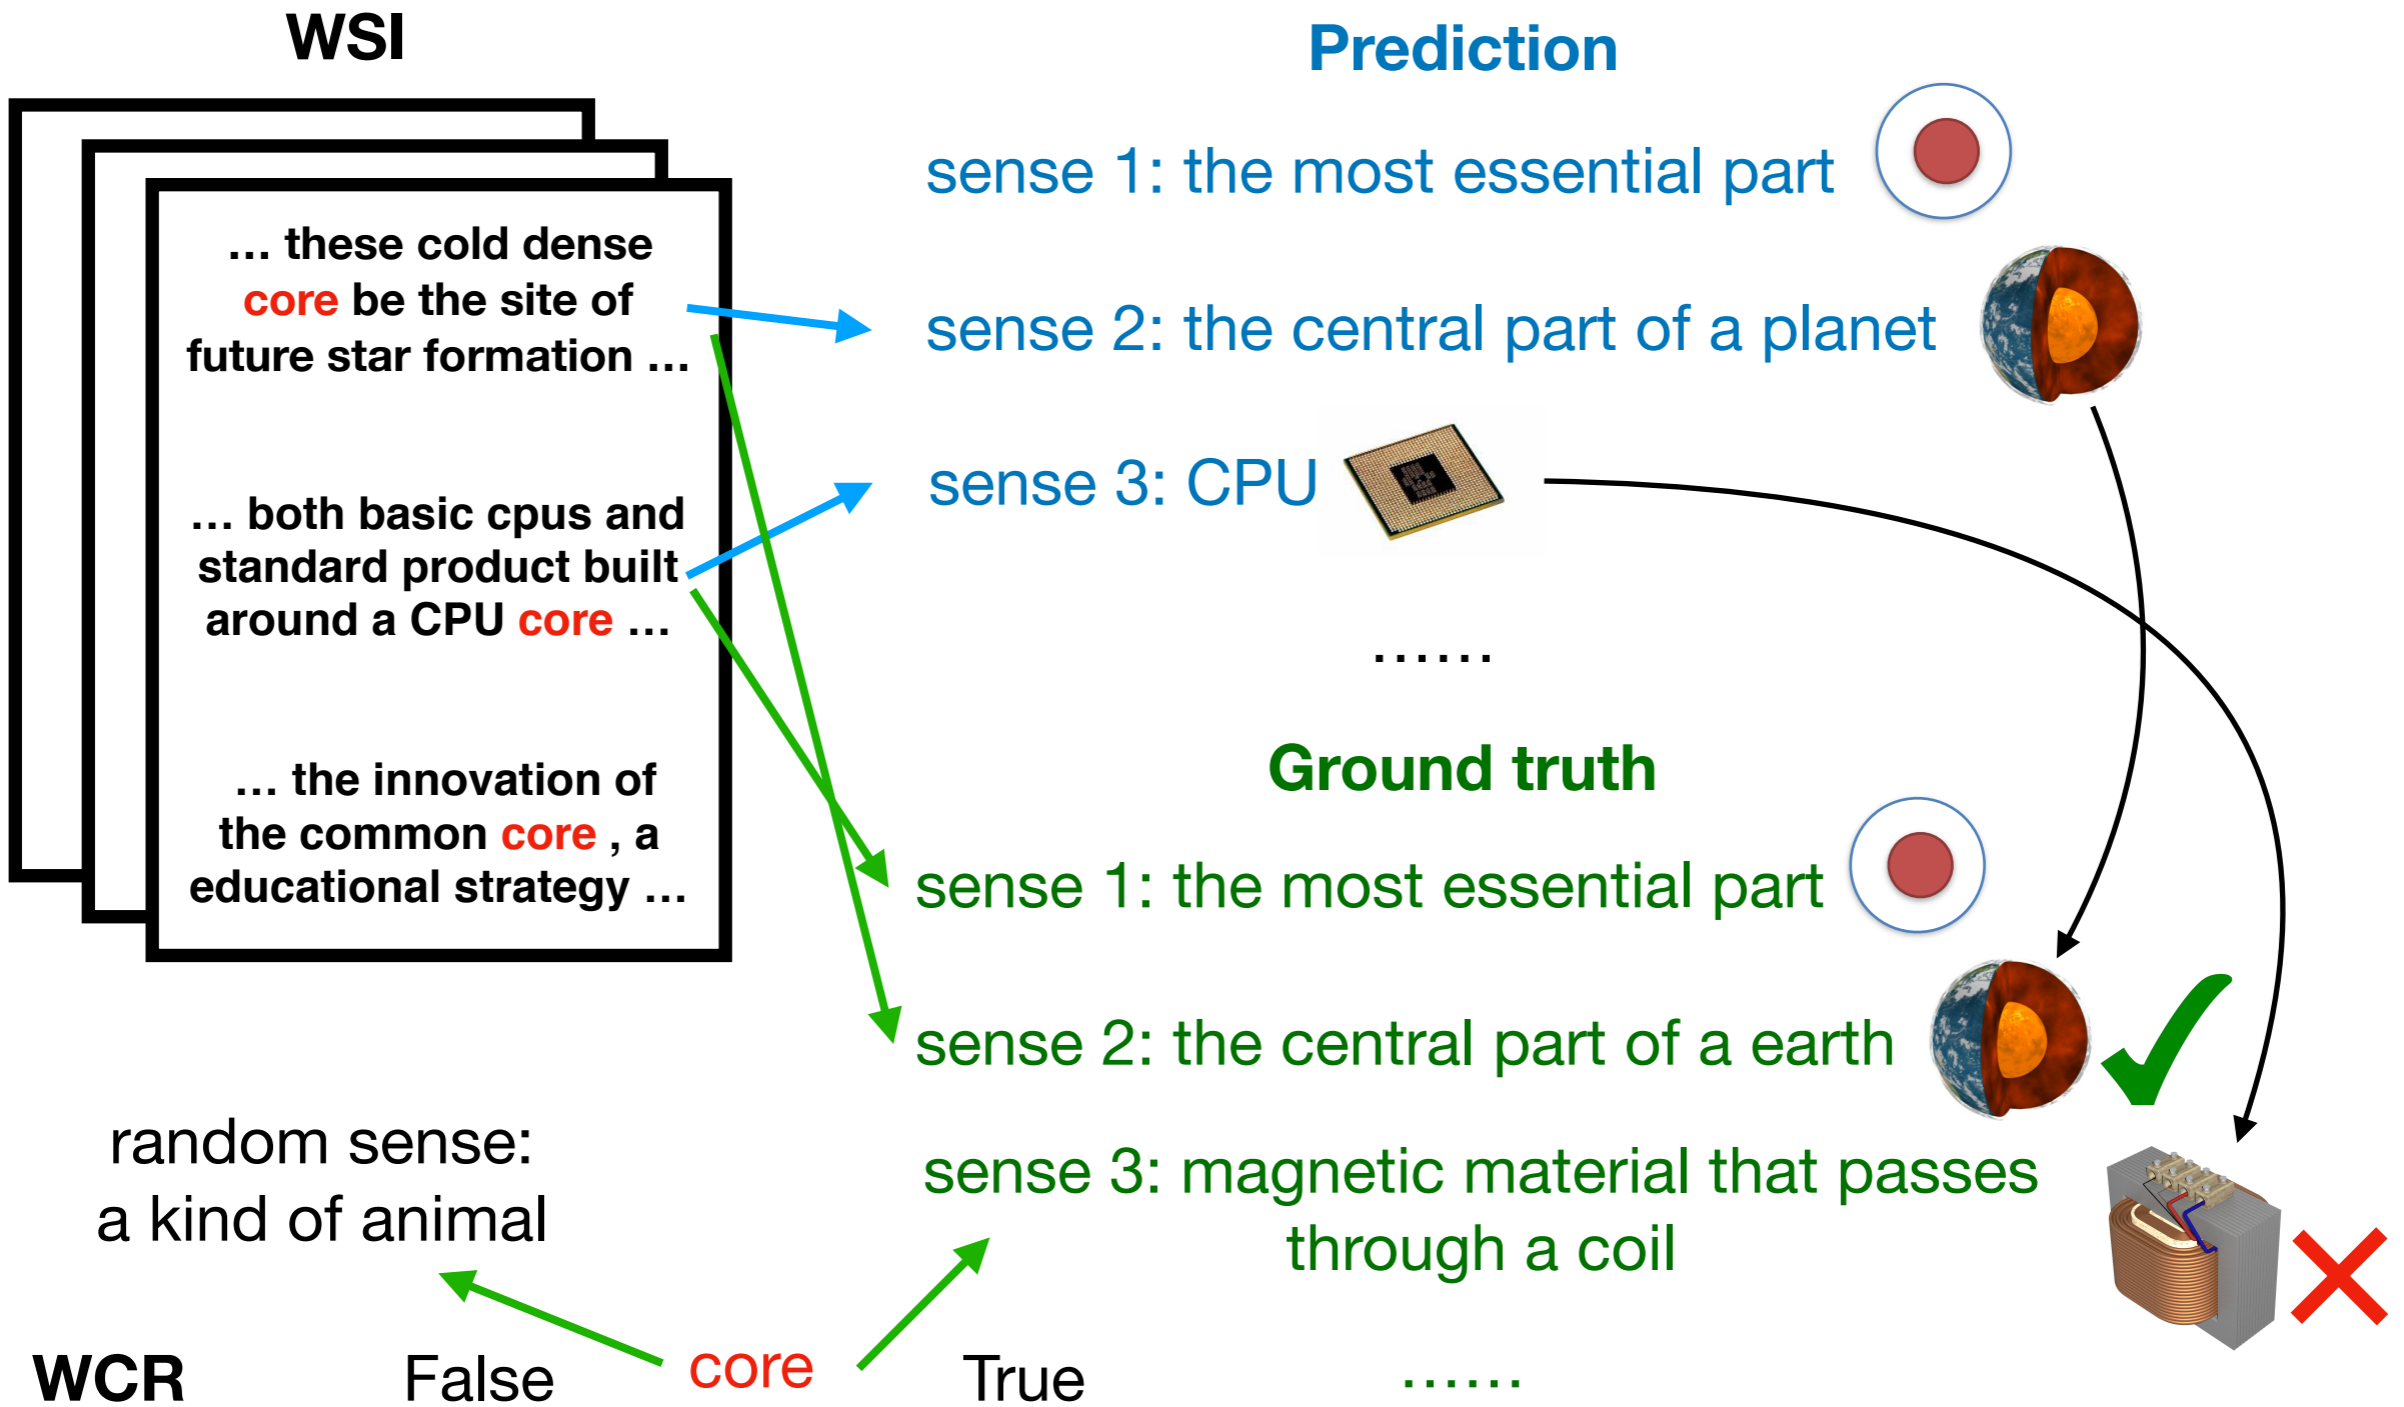 WSI
… these cold dense
core be the site of
future star formation …
… both basic cpus and
standard product built
around a CPU core …
… the innovation of
the common core , a
educational strategy …
Prediction
sense 1: the most essential part
sense 2: the central part of a planet
sense 3: CPU
……
Ground truth
sense 1: the most essential part
sense 2: the central part of a earth
sense 3: magnetic material that passes
through a coil
……
random sense:
a kind of animal
WCR False core True